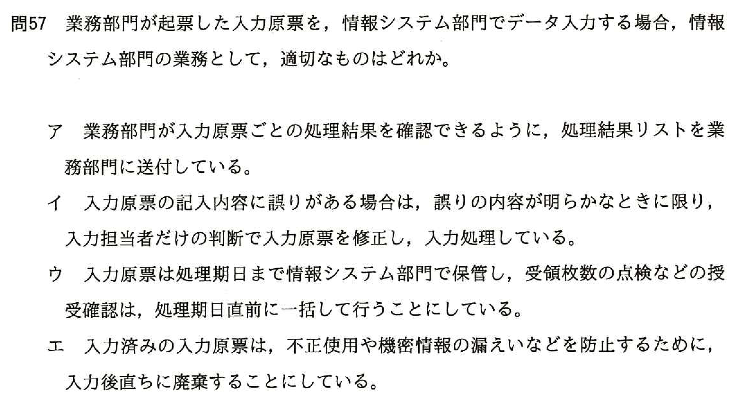 問57　業務部門が起票した入力原票を，情報システム部門でデータ入力する場合，情報
システム部門の業務として，適切なものはどれか。
ア　業務部門が入力原票ごとの処理結果を確認できるように，処理結果リストを業
務部門に送付している。
イ　入力原票の記入内容に誤りがある場合は，誤りの内容が明らかなときに限り，
入力担当者だけの判断で入力原票を修正し，入力処理している。
ウ　入力原票は処理期日まで情報システム部門で保管し，受領枚数の点検などの授
受確認は，処理期日直前に一括して行うことにしている。
エ　入力済みの入力原票は，不正使用や機密情報の漏えいなどを防止するために，
入力後直ちに廃棄することにしている。